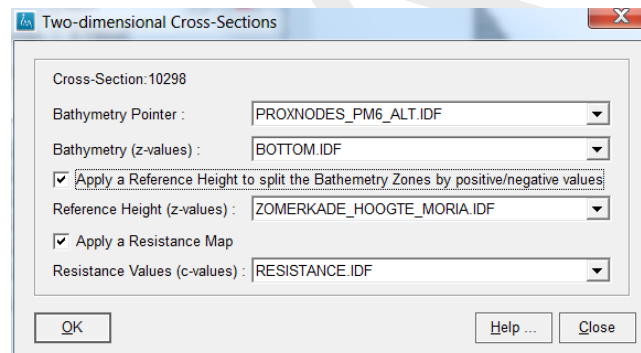 Two-dimensional Cross-Sections
Cross-Section:10298
Bathymetry Pointer : PROXNODES_PM6_ALT.IDF
Bathymetry (z-values) : BOTTOM.IDF
Apply a Reference Height to split the Bathemetry Zones by positive/negative values
Reference Height (z-values) : ZOMERKADE_HOOGTE_MORIA.IDF
Apply a Resistance Map
Resistance Values (c-values) : RESISTANCE.IDF
OK Help ... Close